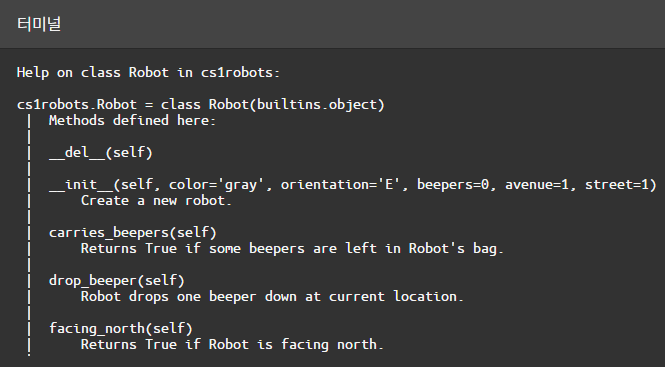 터미널
Help on class Robot in cs1robots:
cs1robots.Robot = class Robot(builtins.object)
 |  Methods defined here:
 |
 |  __del__(self)
 |
 |  __init__(self, color='gray', orientation='E', beepers=0, avenue=1, street=1)
 |      Create a new robot.
 |
 |  carries_beepers(self)
 |      Returns True if some beepers are left in Robot's bag.
 |
 |  drop_beeper(self)
 |      Robot drops one beeper down at current location.
 |
 |  facing_north(self)
 |      Returns True if Robot is facing north.